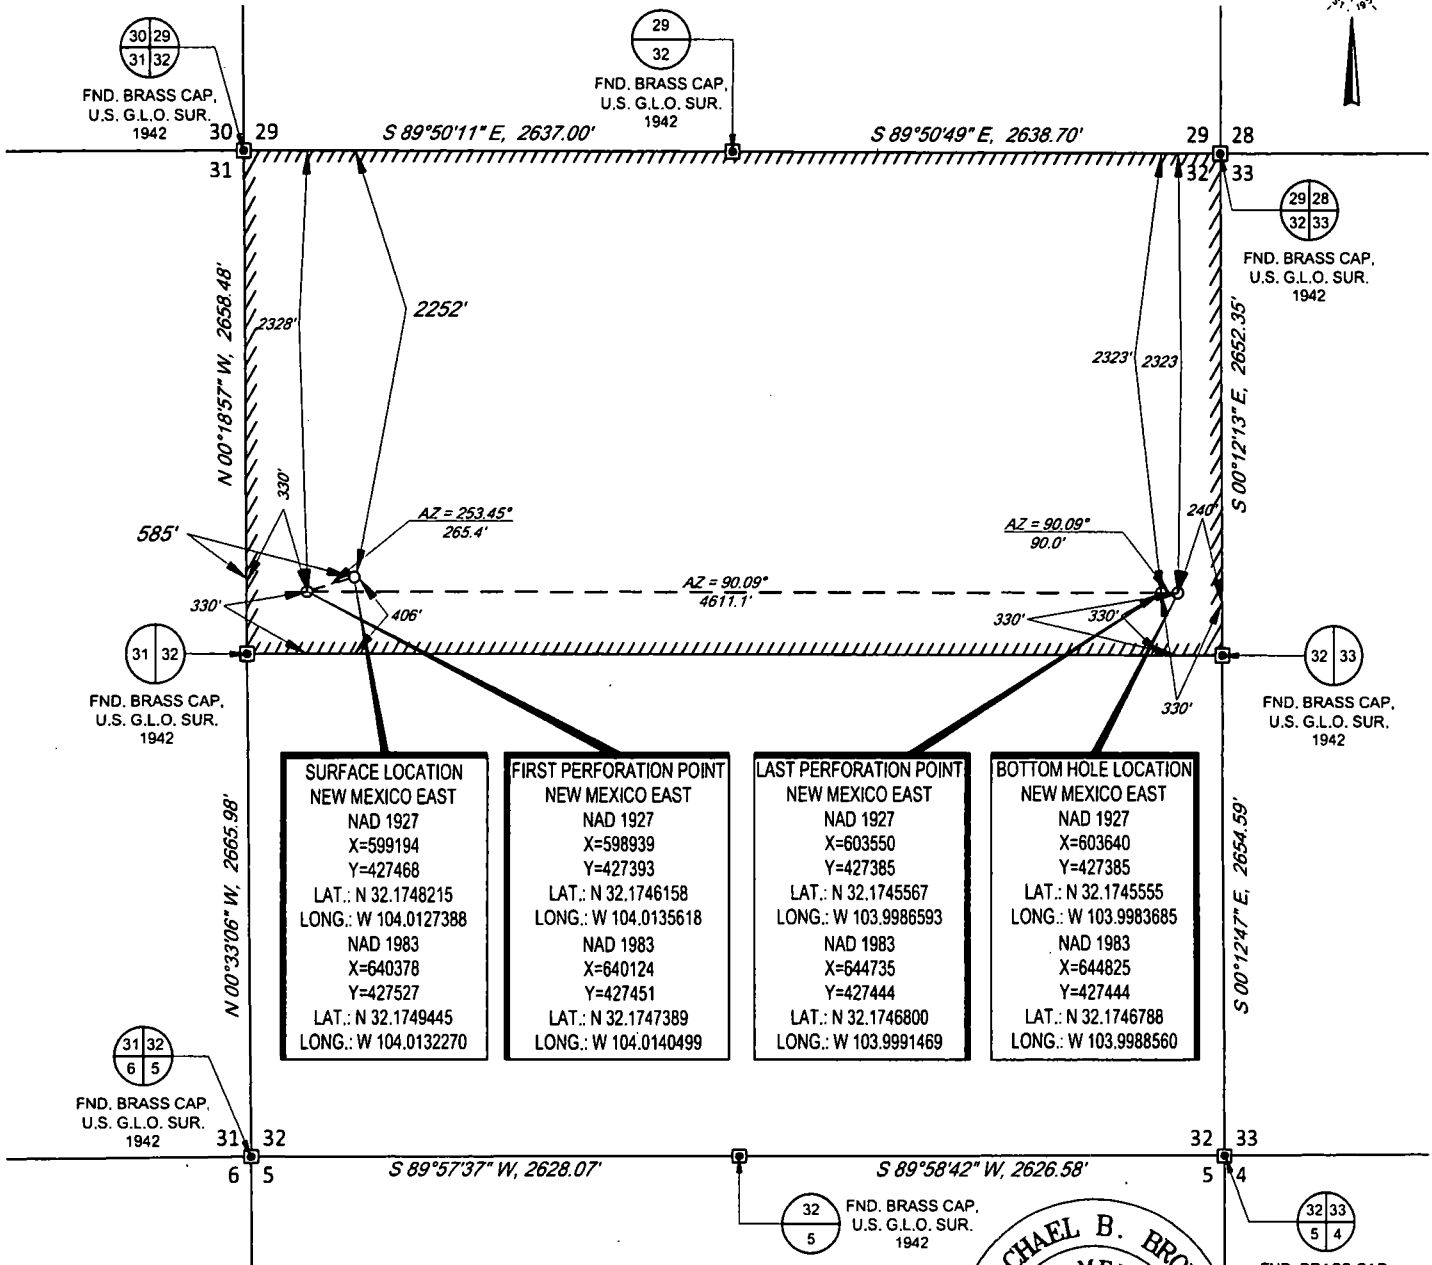 30 29
31 32
FND. BRASS CAP,
U.S. G.L.O. SUR.
1942
29
32
FND. BRASS CAP,
U.S. G.L.O. SUR.
1942
30 29
31
S 89°50'11" E, 2637.00'
S 89°50'49" E, 2638.70'
29 28
32 33
29 28
32 33
FND. BRASS CAP,
U.S. G.L.O. SUR.
1942
N 00°18'57" W, 2658.48'
2328'
2252'
2323'
2323
S 00°12'13" E, 2652.35'
330'
585'
AZ = 253.45°
265.4'
AZ = 90.09°
90.0'
240'
AZ = 90.09°
4611.1'
330'
406'
330'
330'
330'
31 32
FND. BRASS CAP,
U.S. G.L.O. SUR.
1942
32 33
FND. BRASS CAP,
U.S. G.L.O. SUR.
1942
SURFACE LOCATION
NEW MEXICO EAST
NAD 1927
X=599194
Y=427468
LAT.: N 32.1748215
LONG.: W 104.0127388
NAD 1983
X=640378
Y=427527
LAT.: N 32.1749445
LONG.: W 104.0132270
FIRST PERFORATION POINT
NEW MEXICO EAST
NAD 1927
X=598939
Y=427393
LAT.: N 32.1746158
LONG.: W 104.0135618
NAD 1983
X=640124
Y=427451
LAT.: N 32.1747389
LONG.: W 104.0140499
LAST PERFORATION POINT
NEW MEXICO EAST
NAD 1927
X=603550
Y=427385
LAT.: N 32.1745567
LONG.: W 103.9986593
NAD 1983
X=644735
Y=427444
LAT.: N 32.1746800
LONG.: W 103.9991469
BOTTOM HOLE LOCATION
NEW MEXICO EAST
NAD 1927
X=603640
Y=427385
LAT.: N 32.1745555
LONG.: W 103.9983685
NAD 1983
X=644825
Y=427444
LAT.: N 32.1746788
LONG.: W 103.9988560
N 00°33'06" W, 2665.98'
S 00°12'47" E, 2654.59'
31 32
6 5
FND. BRASS CAP,
U.S. G.L.O. SUR.
1942
31 32
6 5
S 89°57'37" W, 2628.07'
S 89°58'42" W, 2626.58'
32 33
5 4
32
5
FND. BRASS CAP,
U.S. G.L.O. SUR.
1942
32 33
5 4
CHAEL B. BRO